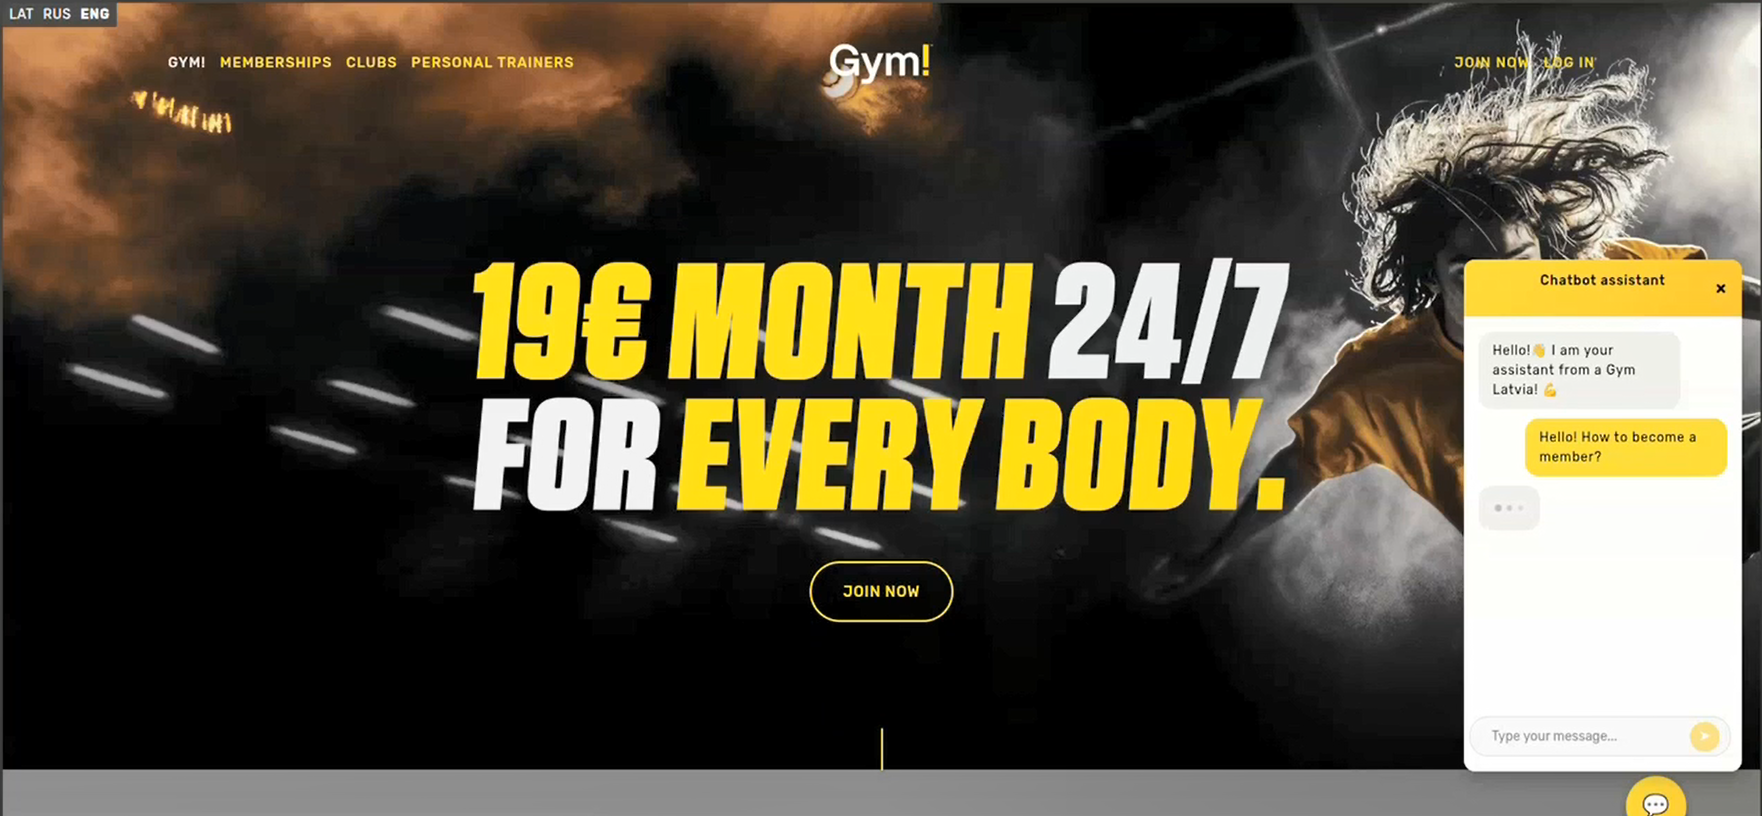 LAT RUS ENG
GYM! MEMBERSHIPS CLUBS PERSONAL TRAINERS
Gym!
JOIN NOW LOG IN
19€ MONTH 24/7
FOR EVERY BODY.
JOIN NOW
Chatbot assistant
Hello!👋 I am your
assistant from a Gym
Latvia! 💪
Hello! How to become a
member?
Type your message...